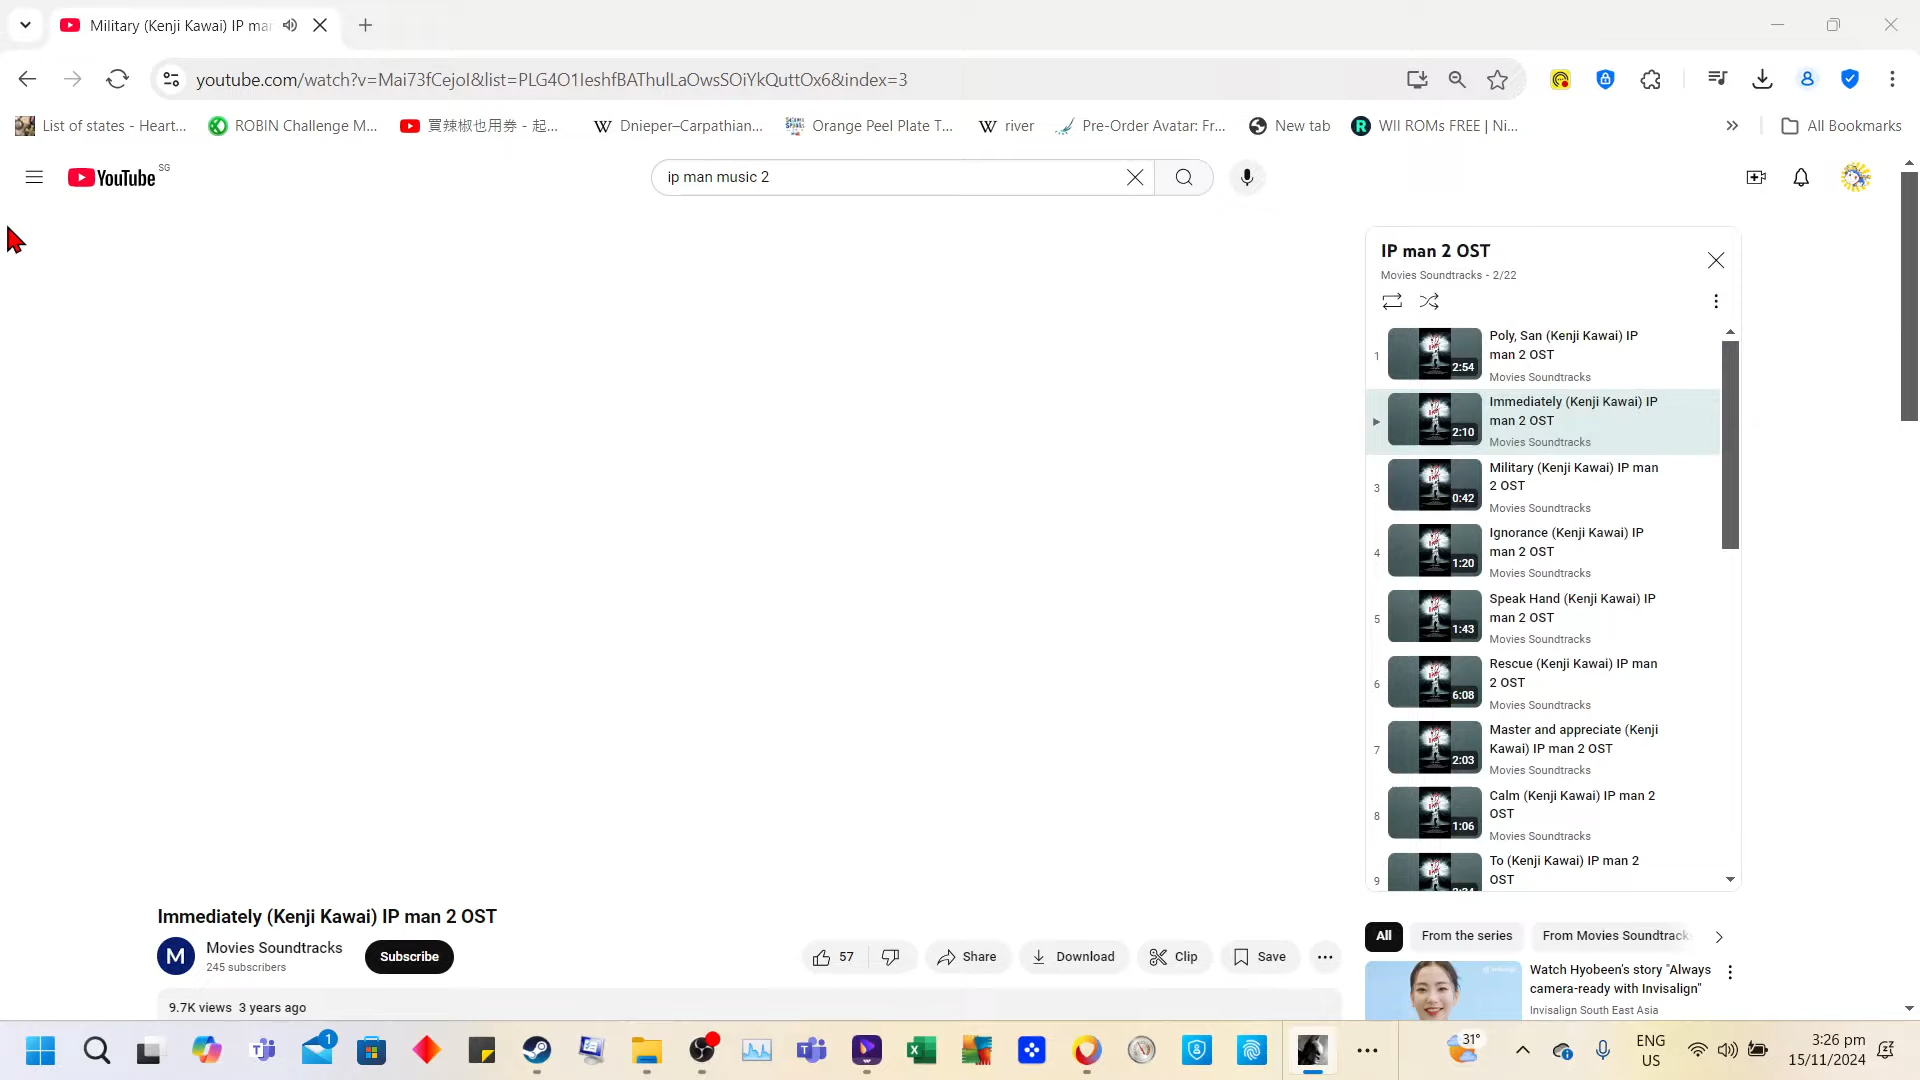 Military (Kenji Kawai) IP mar
youtube.com/watch?v=Mai73fCejoI&list=PLG4O1IeshfBAThulLaOwsSOiYkQuttOx6&index=3
List of states - Heart...
ROBIN Challenge M...
買辣椒也用券 - 起...
Dnieper–Carpathian...
Orange Peel Plate T...
river
Pre-Order Avatar: Fr...
New tab
WII ROMs FREE | Ni...
All Bookmarks
YouTube SG
ip man music 2
IP man 2 OST
Movies Soundtracks - 2/22
1
2:54
Poly, San (Kenji Kawai) IP
man 2 OST
Movies Soundtracks
2:10
Immediately (Kenji Kawai) IP
man 2 OST
Movies Soundtracks
3
0:42
Military (Kenji Kawai) IP man
2 OST
Movies Soundtracks
4
1:20
Ignorance (Kenji Kawai) IP
man 2 OST
Movies Soundtracks
5
1:43
Speak Hand (Kenji Kawai) IP
man 2 OST
Movies Soundtracks
6
6:08
Rescue (Kenji Kawai) IP man
2 OST
Movies Soundtracks
7
2:03
Master and appreciate (Kenji
Kawai) IP man 2 OST
Movies Soundtracks
8
1:06
Calm (Kenji Kawai) IP man 2
OST
Movies Soundtracks
9
To (Kenji Kawai) IP man 2
OST
Immediately (Kenji Kawai) IP man 2 OST
M
Movies Soundtracks
245 subscribers
Subscribe
57
Share
Download
Clip
Save
9.7K views 3 years ago
All
From the series
From Movies Soundtrack
Watch Hyobeen's story "Always
camera-ready with Invisalign"
Invisalign South East Asia
1
31°
ENG
US
3:26 pm
15/11/2024